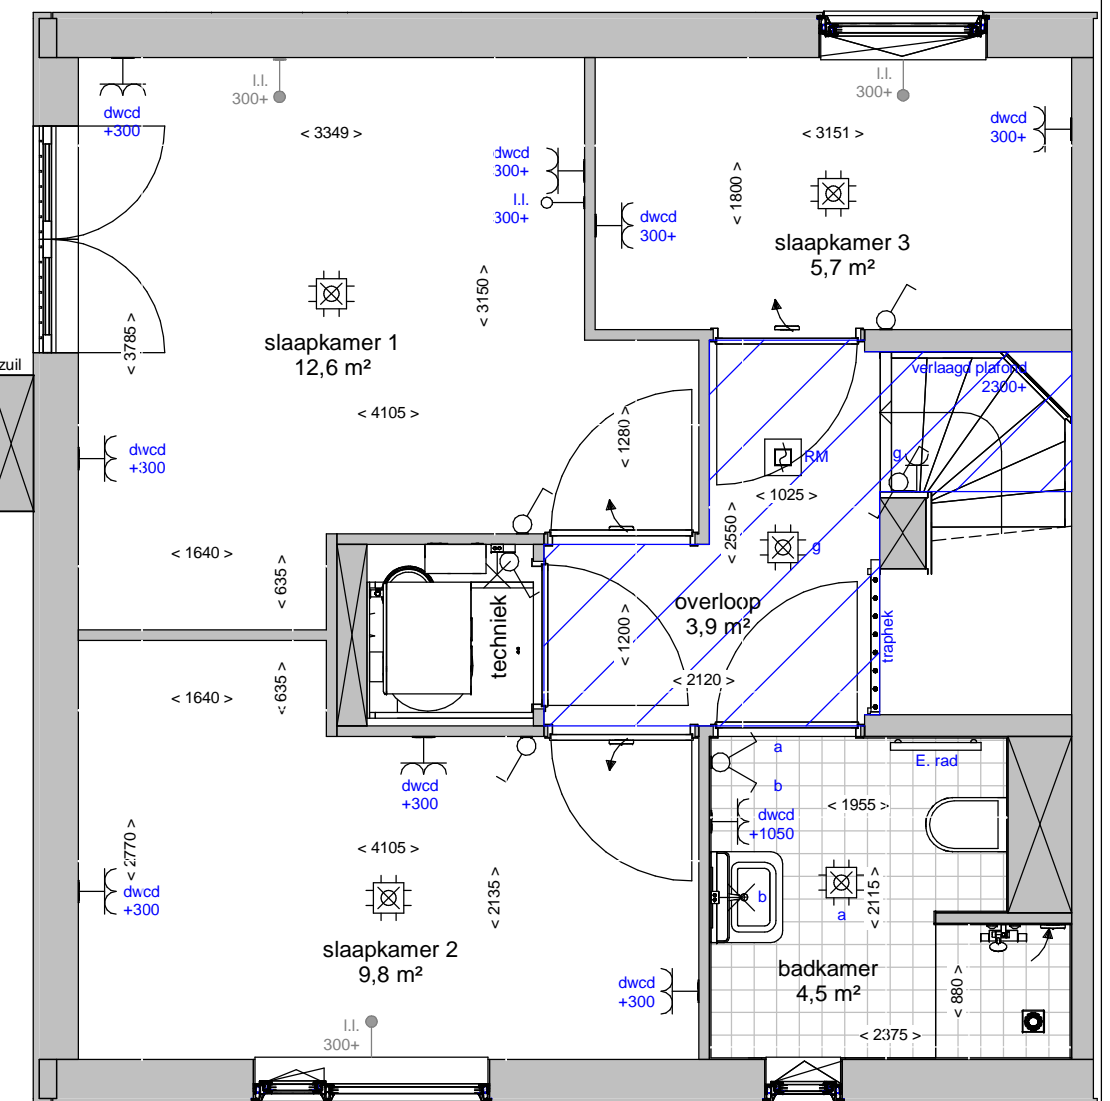 l.l.
300+
dwcd
+300
< 3349 >
dwcd
300+
l.l.
300+
l.l.
300+
dwcd
300+
< 3151 >
< 1800 >
dwcd
300+
slaapkamer 3
5,7 m²
< 3150 >
slaapkamer 1
12,6 m²
< 3785 >
zuil
< 4105 >
dwcd
+300
< 1280 >
verlaagd plafond
2300+
RM
g
< 1025 >
< 2550 >
g
< 1640 >
< 635 >
techniek
overloop
3,9 m²
< 1200 >
< 2120 >
traphek
< 1640 >
< 635 >
dwcd
+300
a
b
E. rad
dwcd
+1050
< 1955 >
< 2770 >
< 4105 >
dwcd
+300
< 2135 >
b
a
< 2115 >
slaapkamer 2
9,8 m²
dwcd
+300
badkamer
4,5 m²
< 880 >
l.l.
300+
< 2375 >